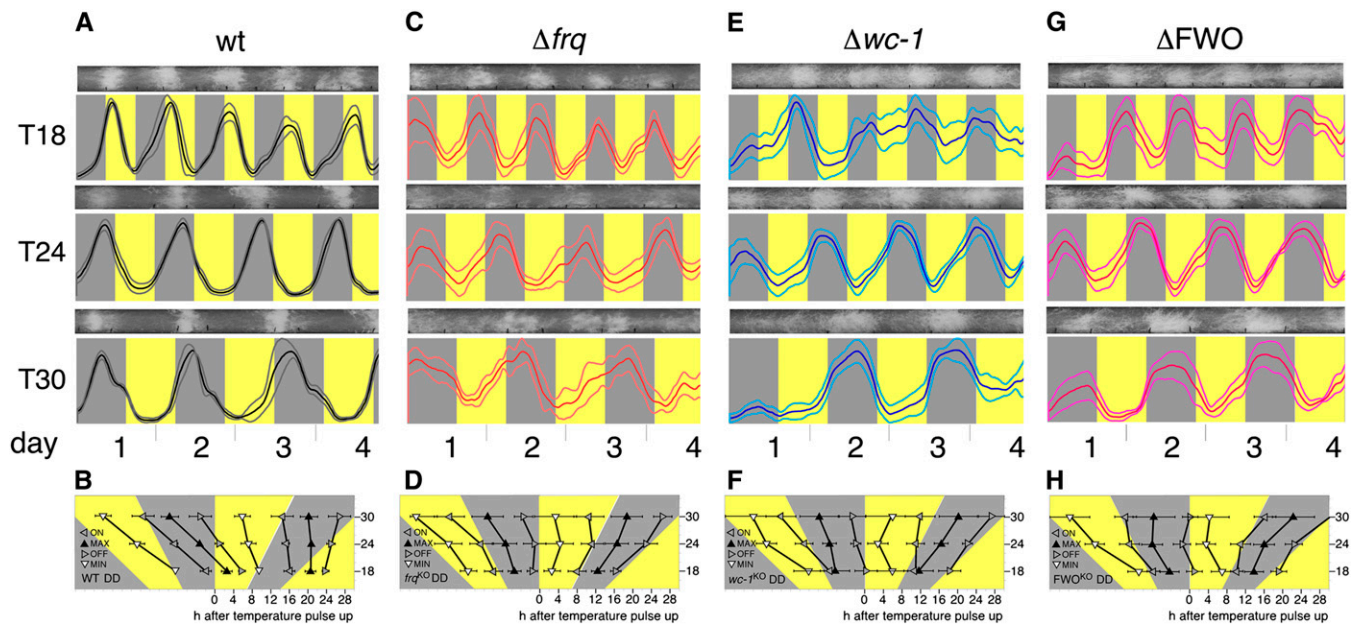 A
wt
C
Δfrq
E
Δwc-1
G
ΔFWO
T18
T24
T30
day
1 2 3 4
1 2 3 4
1 2 3 4
1 2 3 4
B
ON
MAX
OFF
MIN
WT DD
30
24
18
0 4 8 12 16 20 24 28
h after temperature pulse up
D
ON
MAX
OFF
MIN
frqKO DD
30
24
18
0 4 8 12 16 20 24 28
h after temperature pulse up
F
ON
MAX
OFF
MIN
wc-1KO DD
30
24
18
0 4 8 12 16 20 24 28
h after temperature pulse up
H
ON
MAX
OFF
MIN
FWOKO DD
30
24
18
0 4 8 12 16 20 24 28
h after temperature pulse up